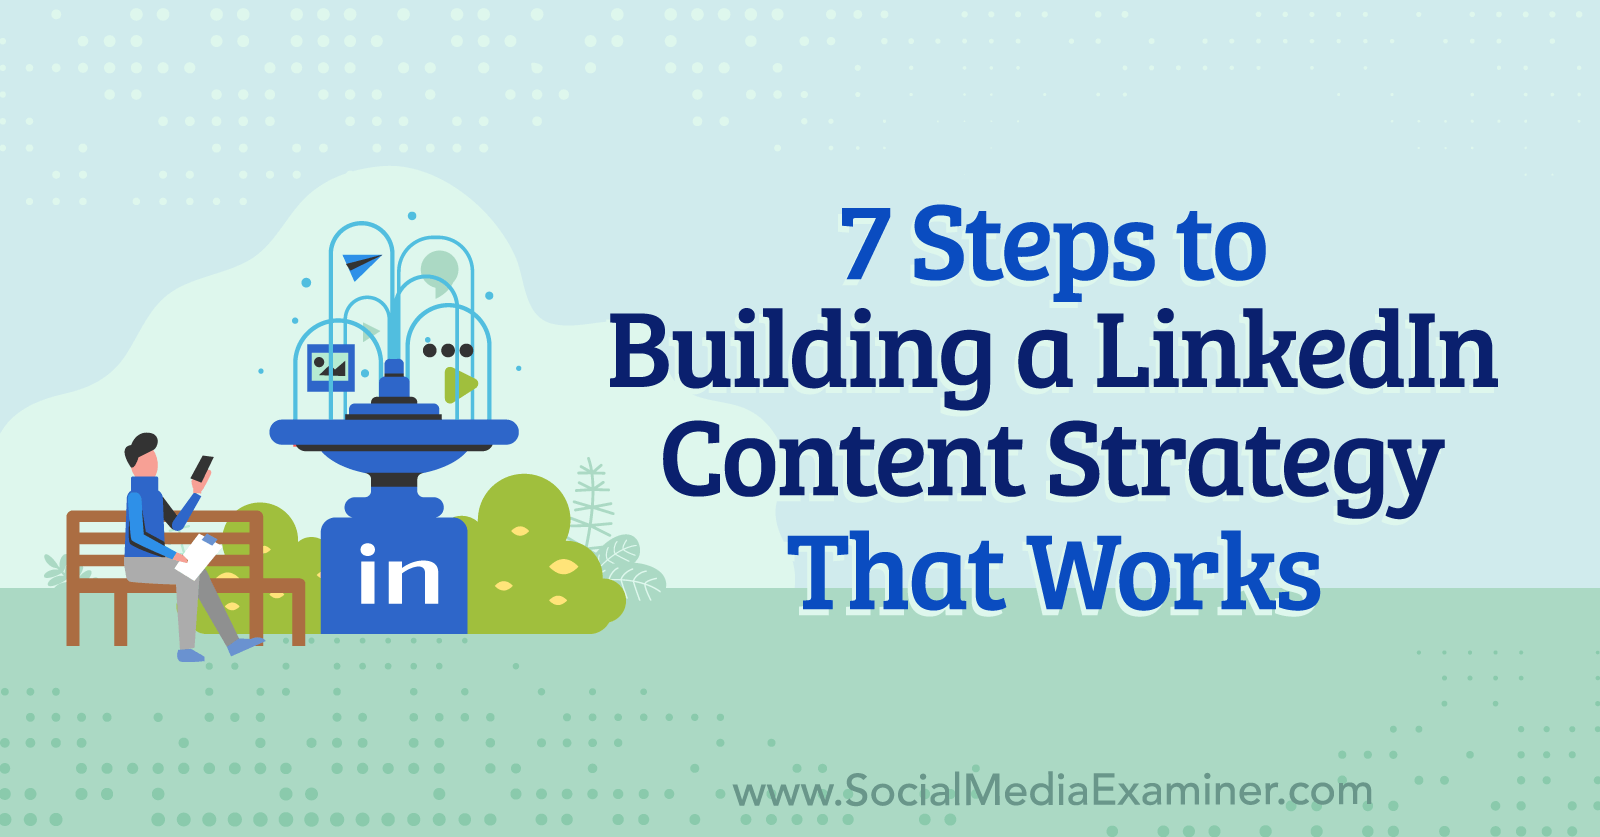 7 Steps to
Building a LinkedIn
Content Strategy
That Works
in
www.SocialMediaExaminer.com